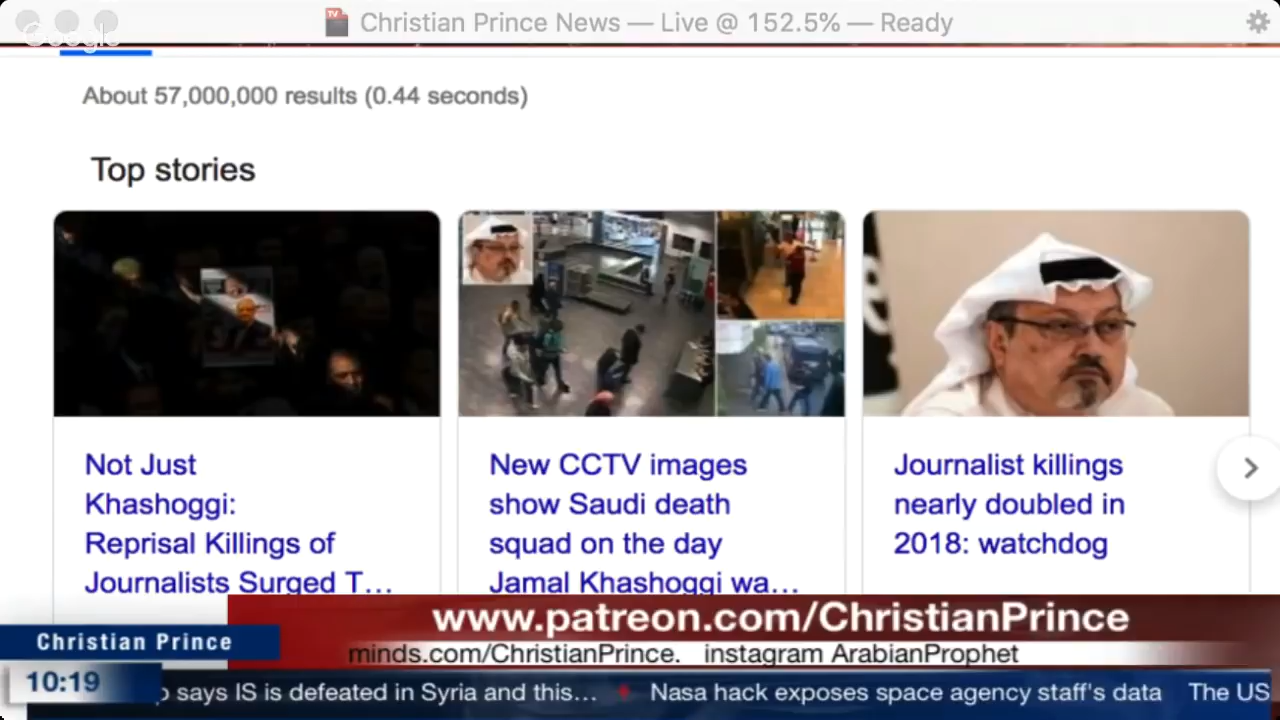 TV
Christian Prince News — Live @ 152.5% — Ready
Google
About 57,000,000 results (0.44 seconds)
Top stories
Not Just
Khashoggi:
Reprisal Killings of
Journalists Surged T...
New CCTV images
show Saudi death
squad on the day
Jamal Khashoggi wa...
Journalist killings
nearly doubled in
2018: watchdog
www.patreon.com/ChristianPrince
Christian Prince
minds.com/ChristianPrince. instagram ArabianProphet
10:19
p says IS is defeated in Syria and this... Nasa hack exposes space agency staff's data The US